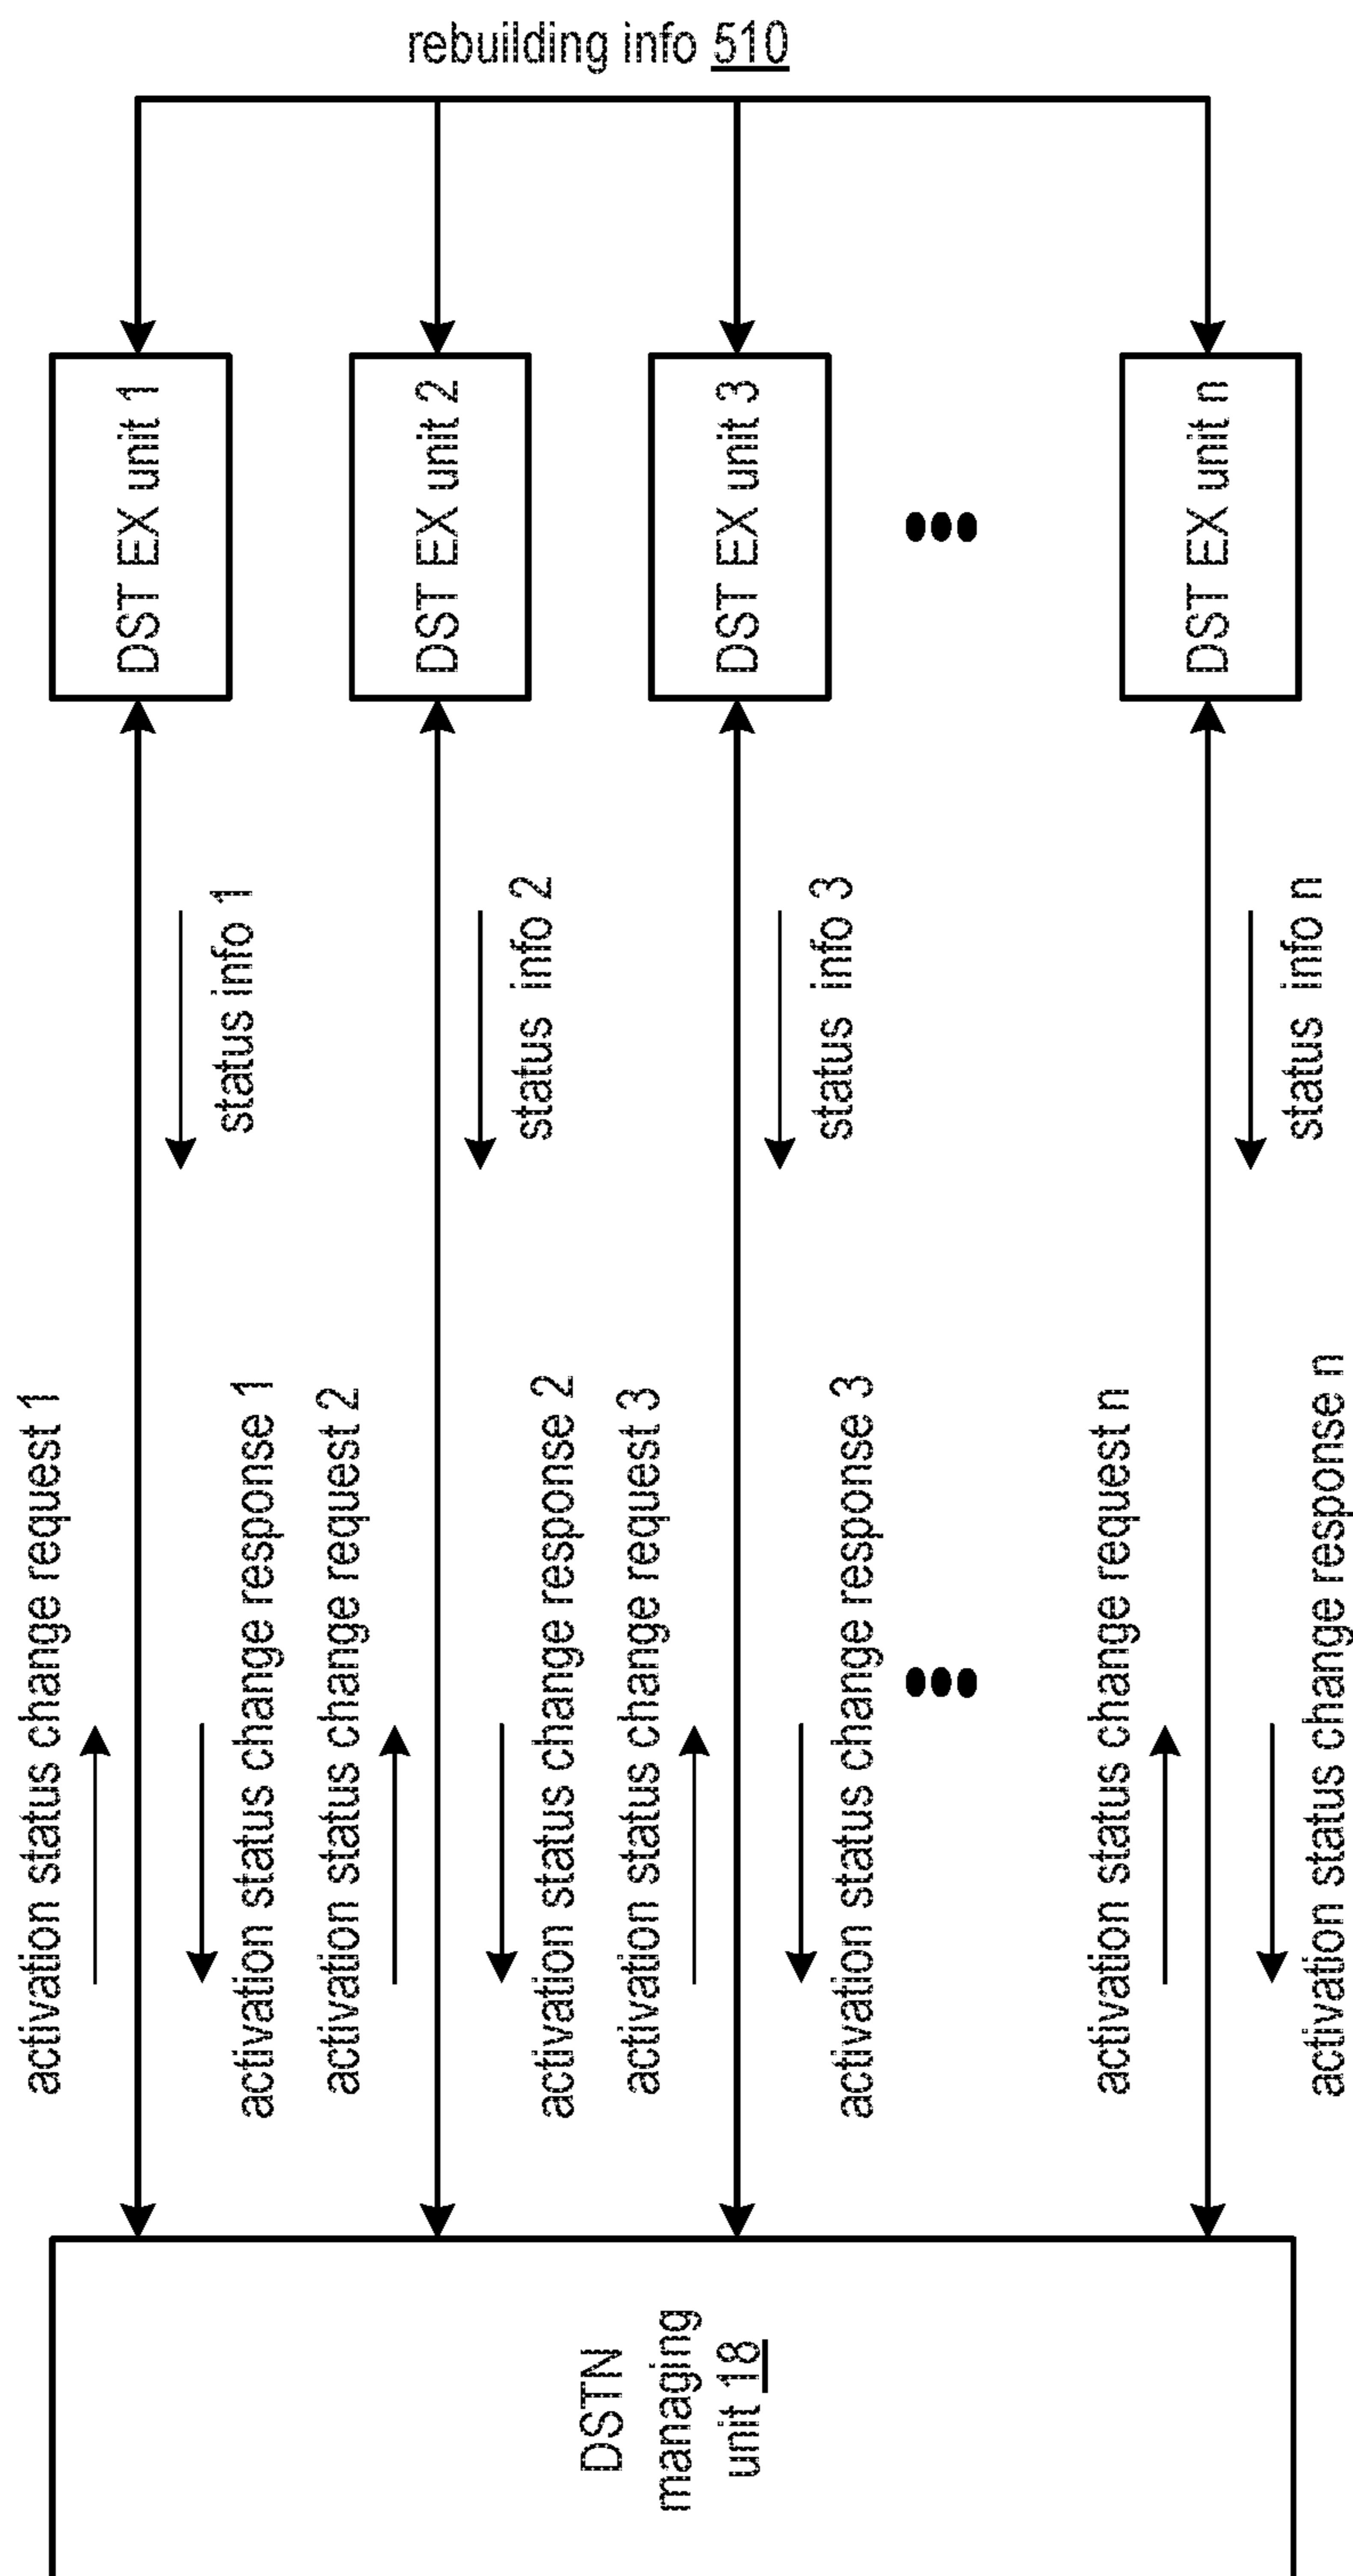 rebuilding info 510
DST EX unit 1
DST EX unit 2
DST EX unit 3
DST EX unit n
status info 1
status info 2
status info 3
status info n
activation status change request 1
activation status change response 1
activation status change request 2
activation status change response 2
activation status change request 3
activation status change response 3
activation status change request n
activation status change response n
DSTN
managing
unit 18